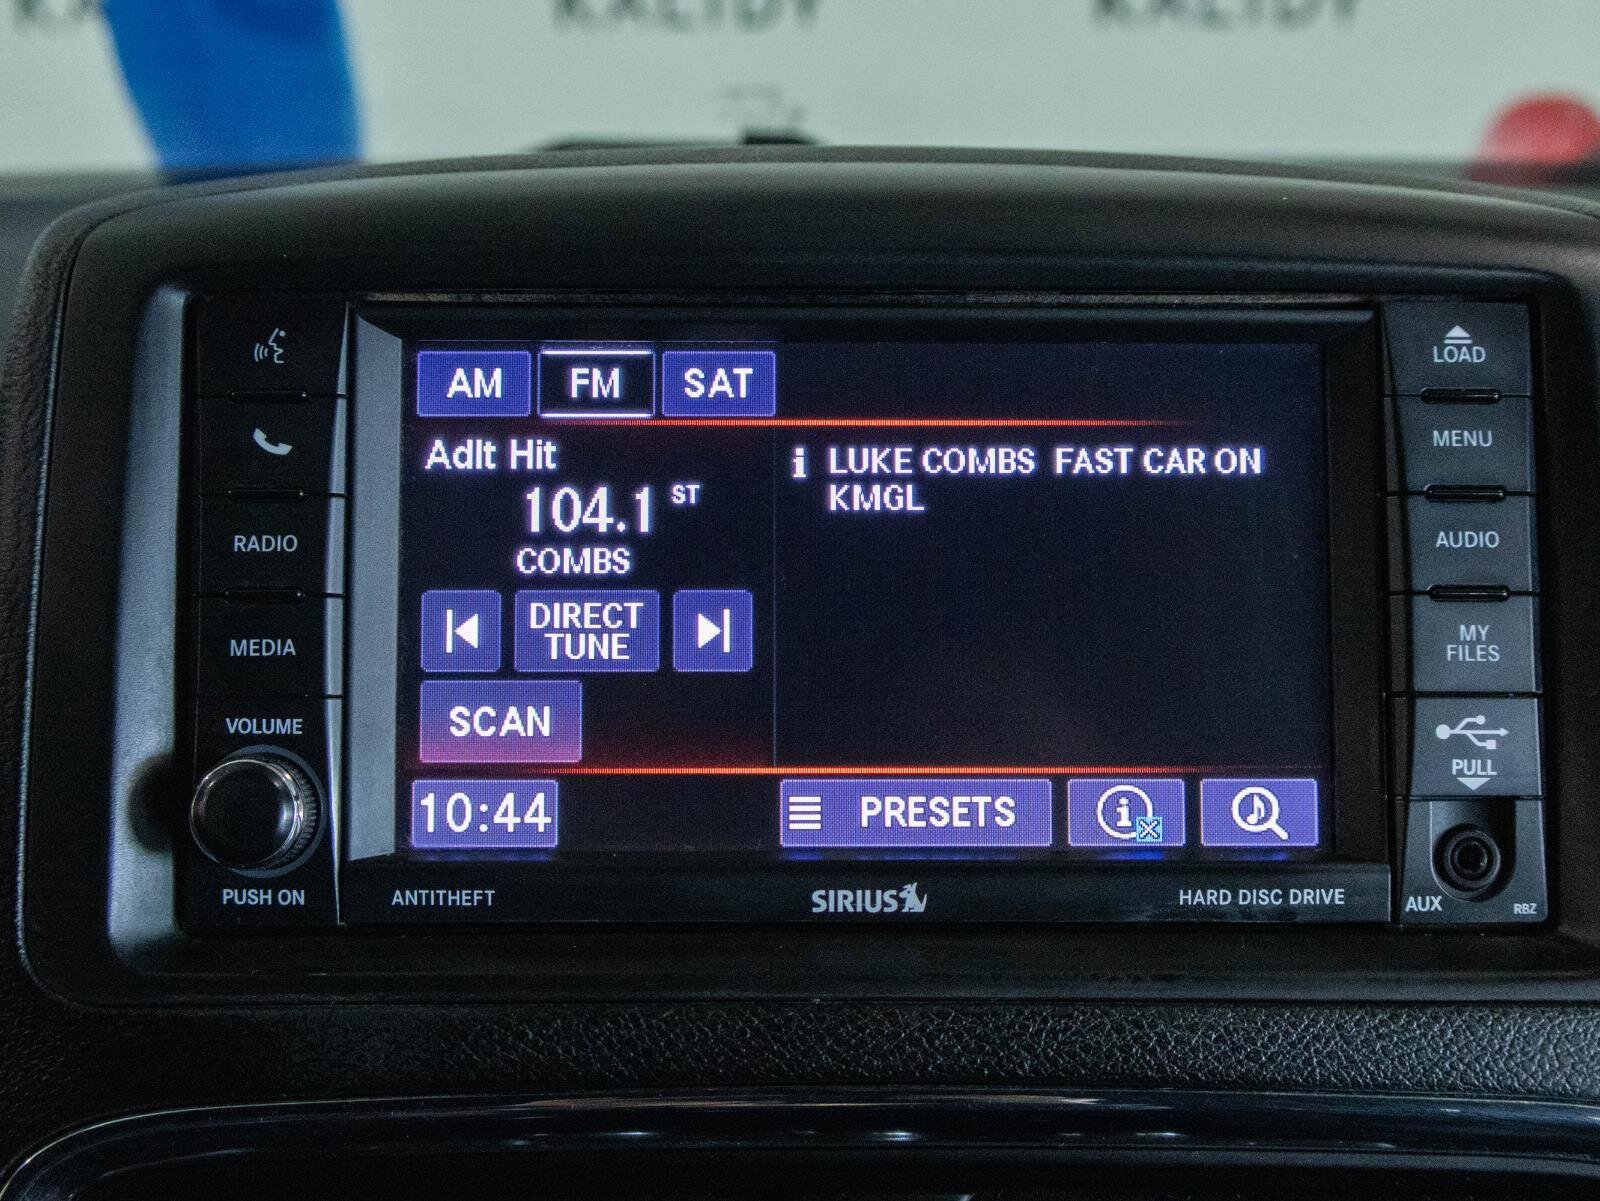 KALIDY
KALIDY
AM
FM
SAT
Adlt Hit
104.1 ST
COMBS
i LUKE COMBS FAST CAR ON
KMGL
DIRECT
TUNE
SCAN
10:44
PRESETS
i
RADIO
MEDIA
VOLUME
PUSH ON
ANTITHEFT
SIRIUS
HARD DISC DRIVE
LOAD
MENU
AUDIO
MY
FILES
PULL
AUX
RBZ